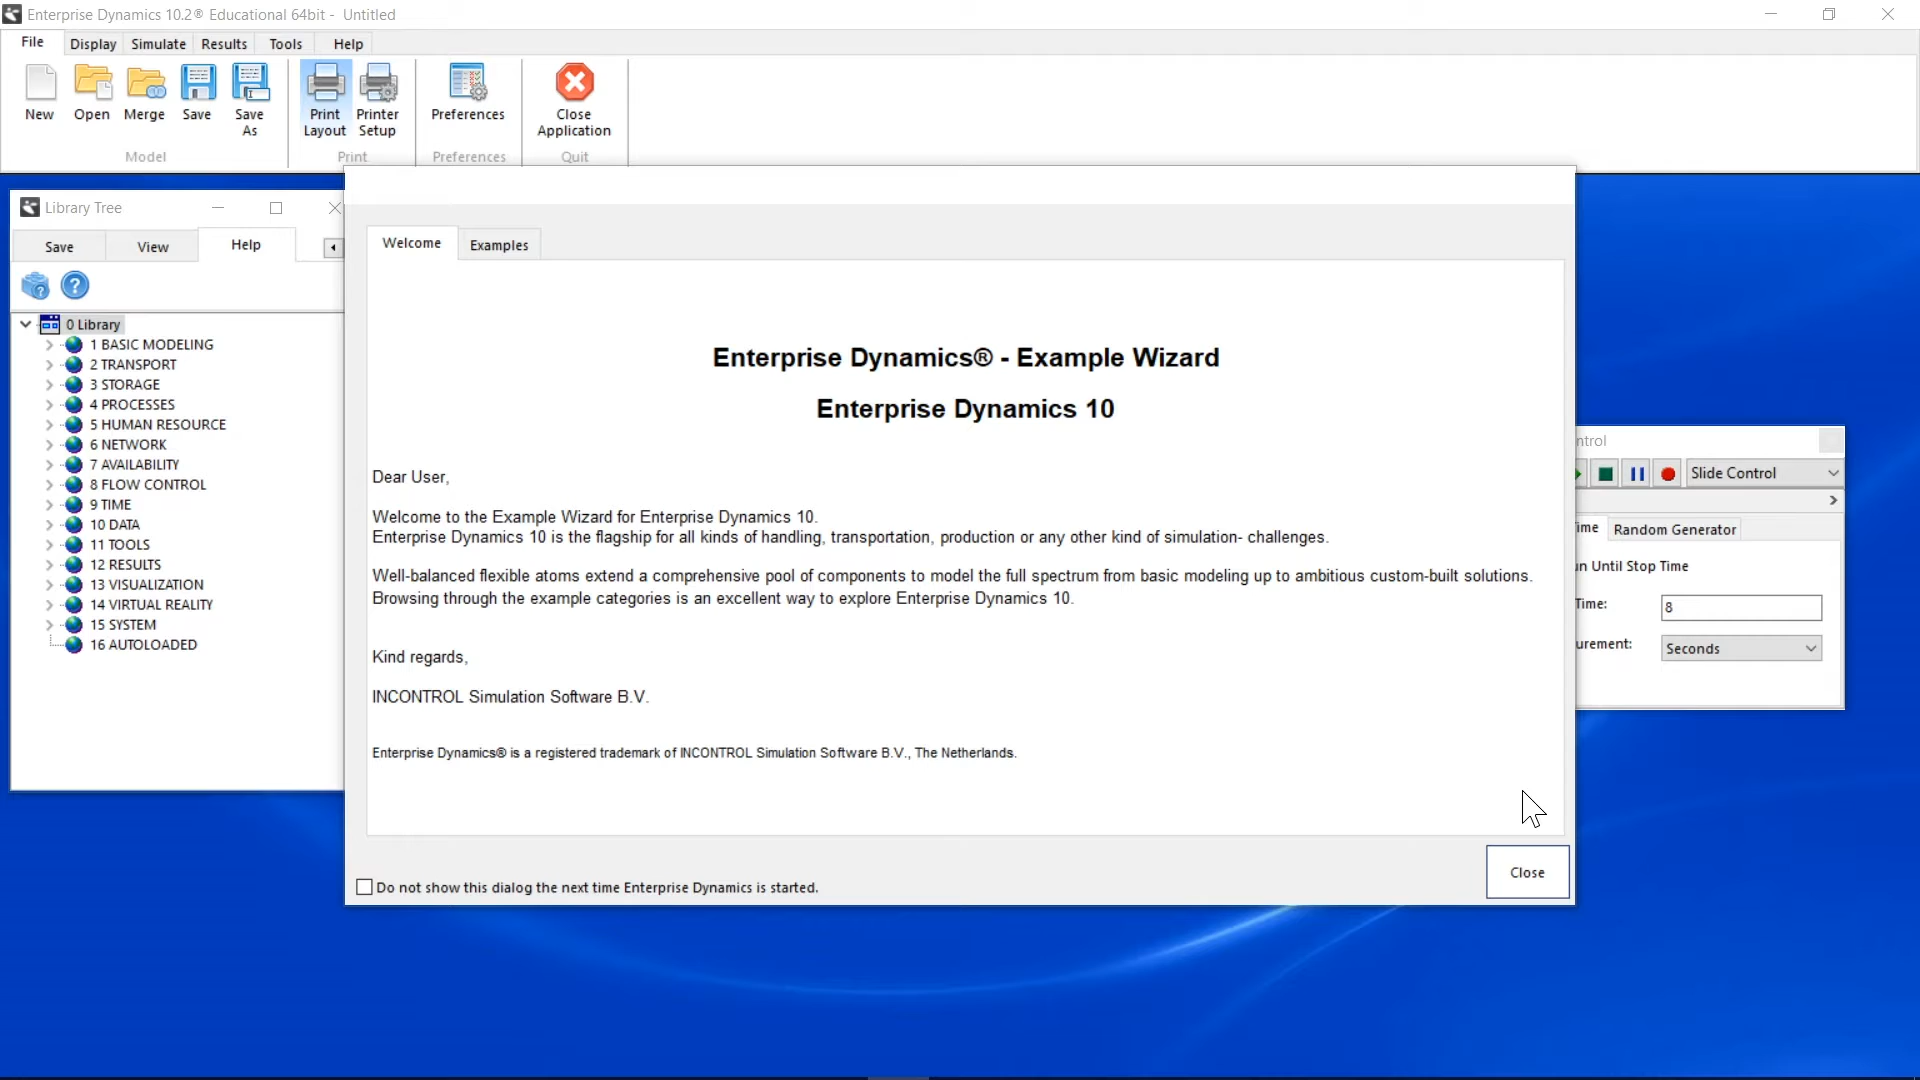 Enterprise Dynamics 10.2® Educational 64bit - Untitled
File Display Simulate Results Tools Help
New Open Merge Save Save As
Print Layout Printer Setup
Preferences
Close Application
Model Print Preferences Quit
Library Tree
Save View Help
0 Library
1 BASIC MODELING
2 TRANSPORT
3 STORAGE
4 PROCESSES
5 HUMAN RESOURCE
6 NETWORK
7 AVAILABILITY
8 FLOW CONTROL
9 TIME
10 DATA
11 TOOLS
12 RESULTS
13 VISUALIZATION
14 VIRTUAL REALITY
15 SYSTEM
16 AUTOLOADED
Welcome Examples
Enterprise Dynamics® - Example Wizard
Enterprise Dynamics 10
Dear User,
Welcome to the Example Wizard for Enterprise Dynamics 10.
Enterprise Dynamics 10 is the flagship for all kinds of handling, transportation, production or any other kind of simulation- challenges.
Well-balanced flexible atoms extend a comprehensive pool of components to model the full spectrum from basic modeling up to ambitious custom-built solutions.
Browsing through the example categories is an excellent way to explore Enterprise Dynamics 10.
Kind regards,
INCONTROL Simulation Software B.V.
Enterprise Dynamics® is a registered trademark of INCONTROL Simulation Software B.V., The Netherlands.
Do not show this dialog the next time Enterprise Dynamics is started.
Close
ntrol
Slide Control
ime Random Generator
un Until Stop Time
Time: 8
urement: Seconds